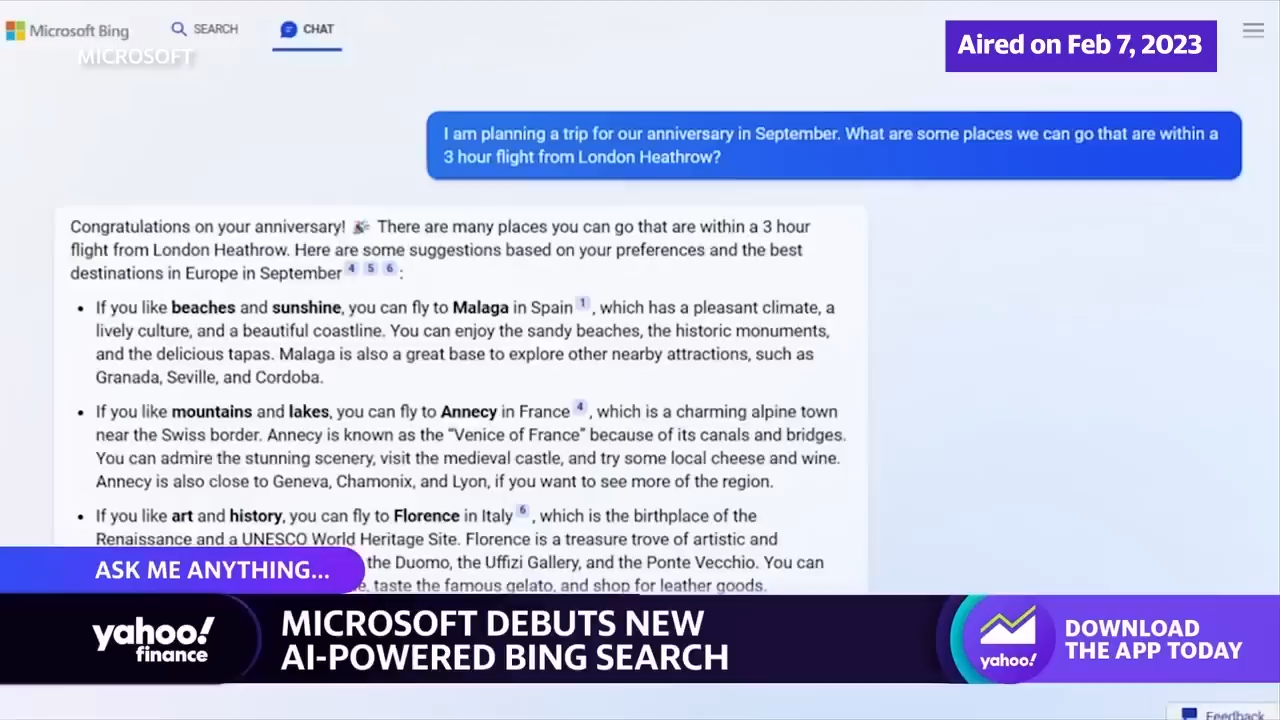 Microsoft Bing
SEARCH
CHAT
MICROSOFT
Aired on Feb 7, 2023
I am planning a trip for our anniversary in September. What are some places we can go that are within a
3 hour flight from London Heathrow?
Congratulations on your anniversary! 🎉 There are many places you can go that are within a 3 hour
flight from London Heathrow. Here are some suggestions based on your preferences and the best
destinations in Europe in September 4 5 6 :
• If you like beaches and sunshine, you can fly to Malaga in Spain 1 , which has a pleasant climate, a
lively culture, and a beautiful coastline. You can enjoy the sandy beaches, the historic monuments,
and the delicious tapas. Malaga is also a great base to explore other nearby attractions, such as
Granada, Seville, and Cordoba.
• If you like mountains and lakes, you can fly to Annecy in France 4 , which is a charming alpine town
near the Swiss border. Annecy is known as the “Venice of France” because of its canals and bridges.
You can admire the stunning scenery, visit the medieval castle, and try some local cheese and wine.
Annecy is also close to Geneva, Chamonix, and Lyon, if you want to see more of the region.
• If you like art and history, you can fly to Florence in Italy 6 , which is the birthplace of the
Renaissance and a UNESCO World Heritage Site. Florence is a treasure trove of artistic and
the Duomo, the Uffizi Gallery, and the Ponte Vecchio. You can
, taste the famous gelato, and shop for leather goods.
ASK ME ANYTHING...
yahoo!
finance
MICROSOFT DEBUTS NEW
AI-POWERED BING SEARCH
yahoo!
DOWNLOAD
THE APP TODAY
Feedback